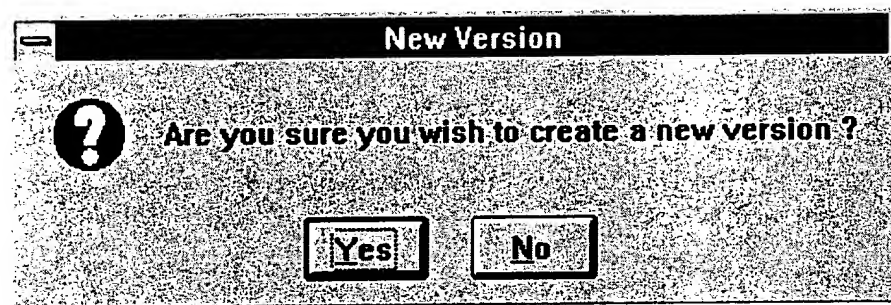 New Version
Are you sure you wish to create a new version ?
Yes
No